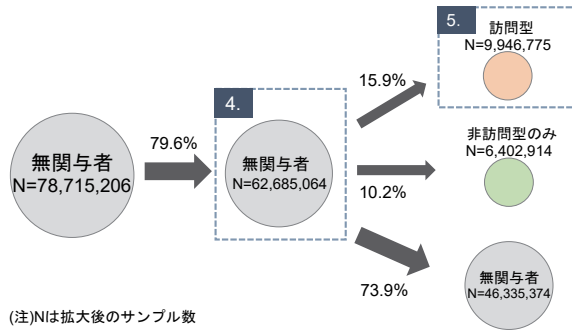 無関与者
N=78,715,206
79.6%
4.
無関与者
N=62,685,064
15.9%
10.2%
73.9%
5.
訪問型
N=9,946,775
非訪問型のみ
N=6,402,914
無関与者
N=46,335,374
(注)Nは拡大後のサンプル数